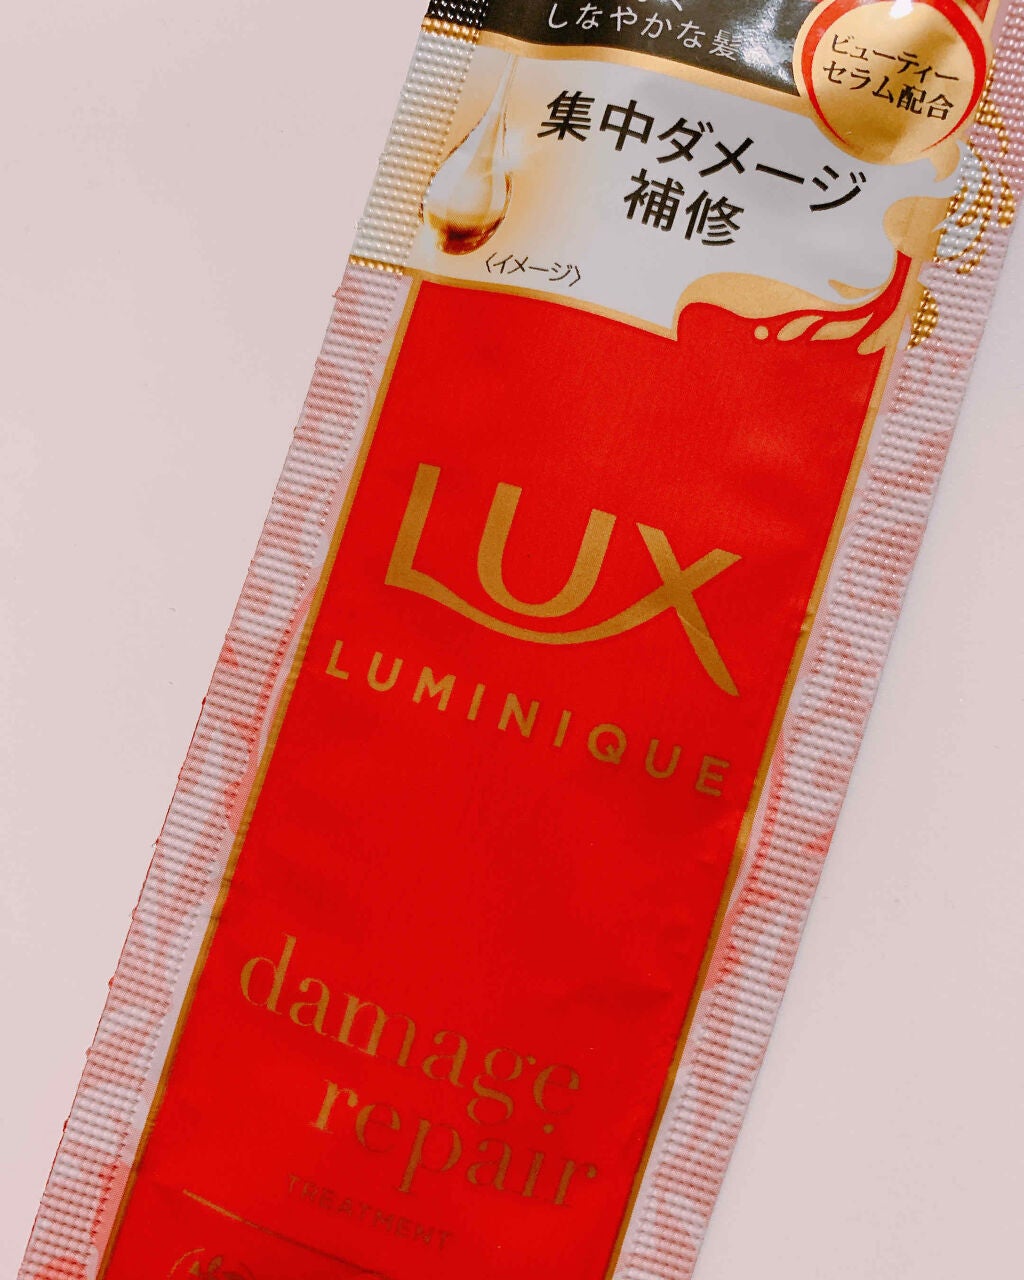 しなやかな髪
ビューティー
セラム配合
集中ダメージ
補修
〈イメージ〉
LUX
LUMINIQUE
damage
repair
TREATMENT